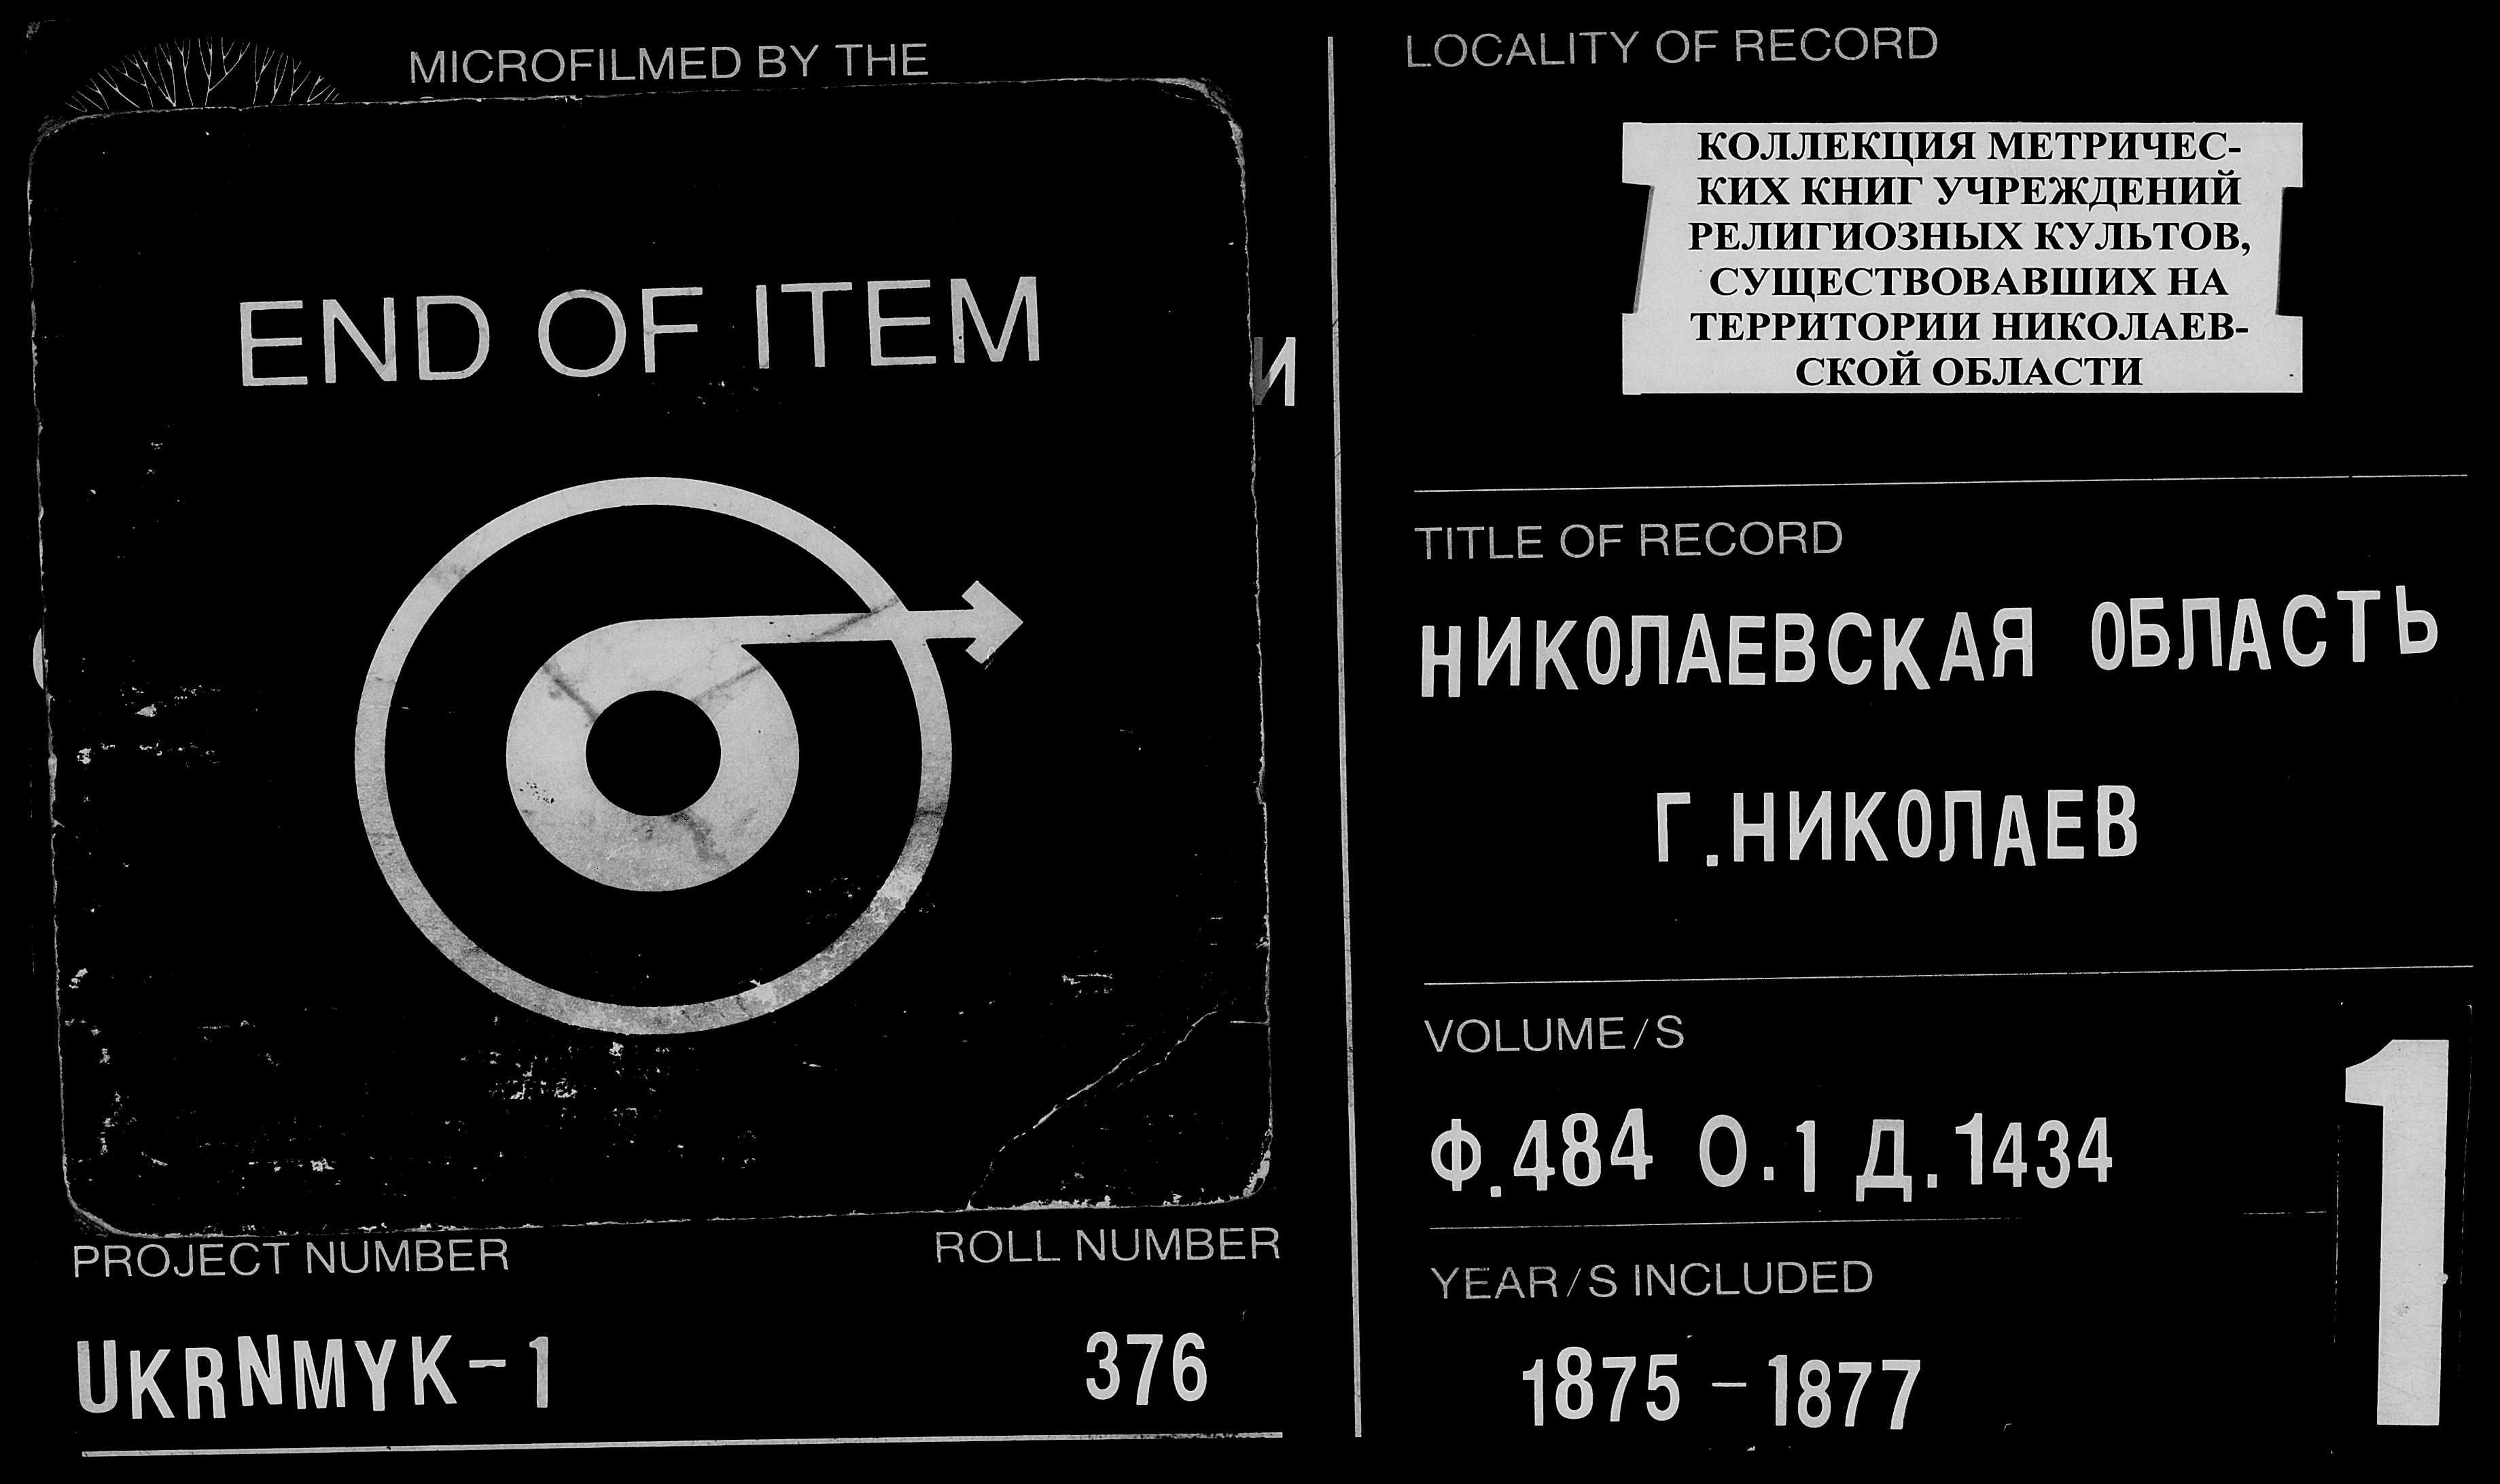 MICROFILMED BY THE
END OF ITEM
И
PROJECT NUMBER
ROLL NUMBER
UKRNMYK-1
376
LOCALITY OF RECORD
КОЛЛЕКЦИЯ МЕТРИЧЕС-
КИХ КНИГ УЧРЕЖДЕНИЙ
РЕЛИГИОЗНЫХ КУЛЬТОВ,
СУЩЕСТВОВАВШИХ НА
ТЕРРИТОРИИ НИКОЛАЕВ-
СКОЙ ОБЛАСТИ
TITLE OF RECORD
НИКОЛАЕВСКАЯ ОБЛАСТЬ
Г.НИКОЛАЕВ
VOLUME/S
Ф.484 О.1 Д.1434
YEAR/S INCLUDED
1875-1877
1